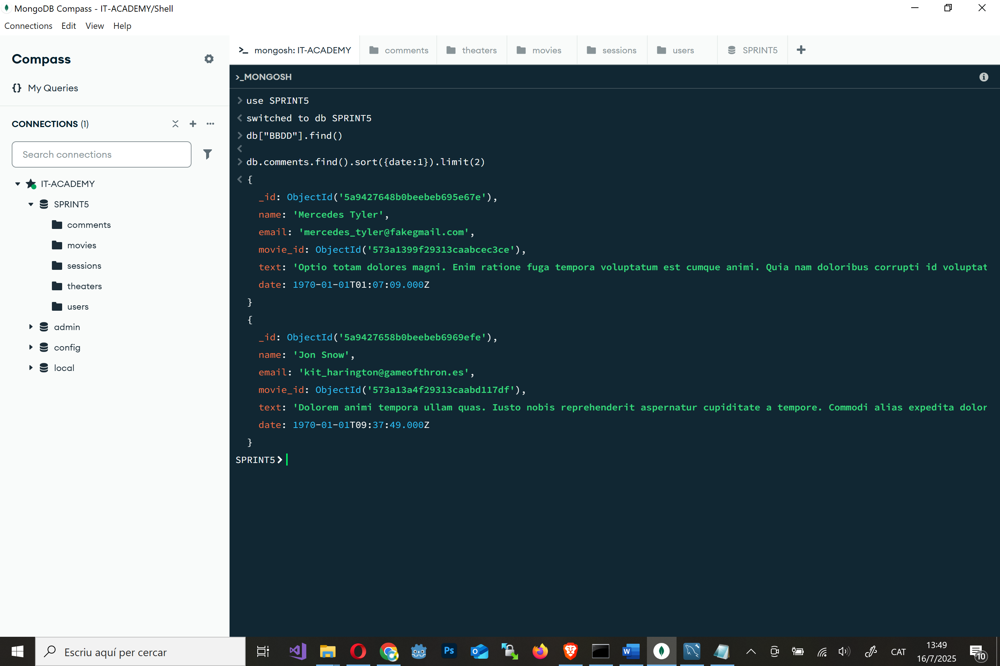 MongoDB Compass - IT-ACADEMY/Shell
Connections Edit View Help
Compass
{} My Queries
CONNECTIONS (1)
Search connections
IT-ACADEMY
SPRINT5
comments
movies
sessions
theaters
users
admin
config
local
mongosh: IT-ACADEMY comments theaters movies sessions users SPRINT5
>_MONGOSH
> use SPRINT5
< switched to db SPRINT5
> db["BBDD"].find()
<
> db.comments.find().sort({date:1}).limit(2)
< {
_id: ObjectId('5a9427648b0beebeb695e67e'),
name: 'Mercedes Tyler',
email: 'mercedes_tyler@fakegmail.com',
movie_id: ObjectId('573a1399f29313caabcec3ce'),
text: 'Optio totam dolores magni. Enim ratione fuga tempora voluptatum est cumque animi. Quia nam doloribus corrupti id voluptat
date: 1970-01-01T01:07:09.000Z
}
{
_id: ObjectId('5a9427658b0beebeb6969efe'),
name: 'Jon Snow',
email: 'kit_harington@gameofthron.es',
movie_id: ObjectId('573a13a4f29313caabd117df'),
text: 'Dolorem animi tempora ullam quas. Iusto nobis reprehenderit aspernatur cupiditate a tempore. Commodi alias expedita dolor
date: 1970-01-01T09:37:49.000Z
}
SPRINT5>
Escriu aquí per cercar
Ps
CAT
13:49
16/7/2025
10